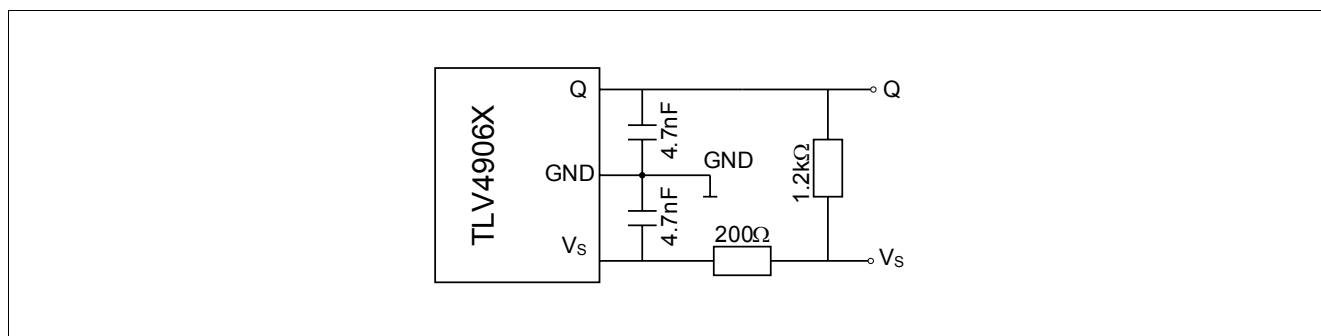 TLV4906X
Q
GND
VS
4.7nF
4.7nF
GND
200Ω
1.2kΩ
Q
VS